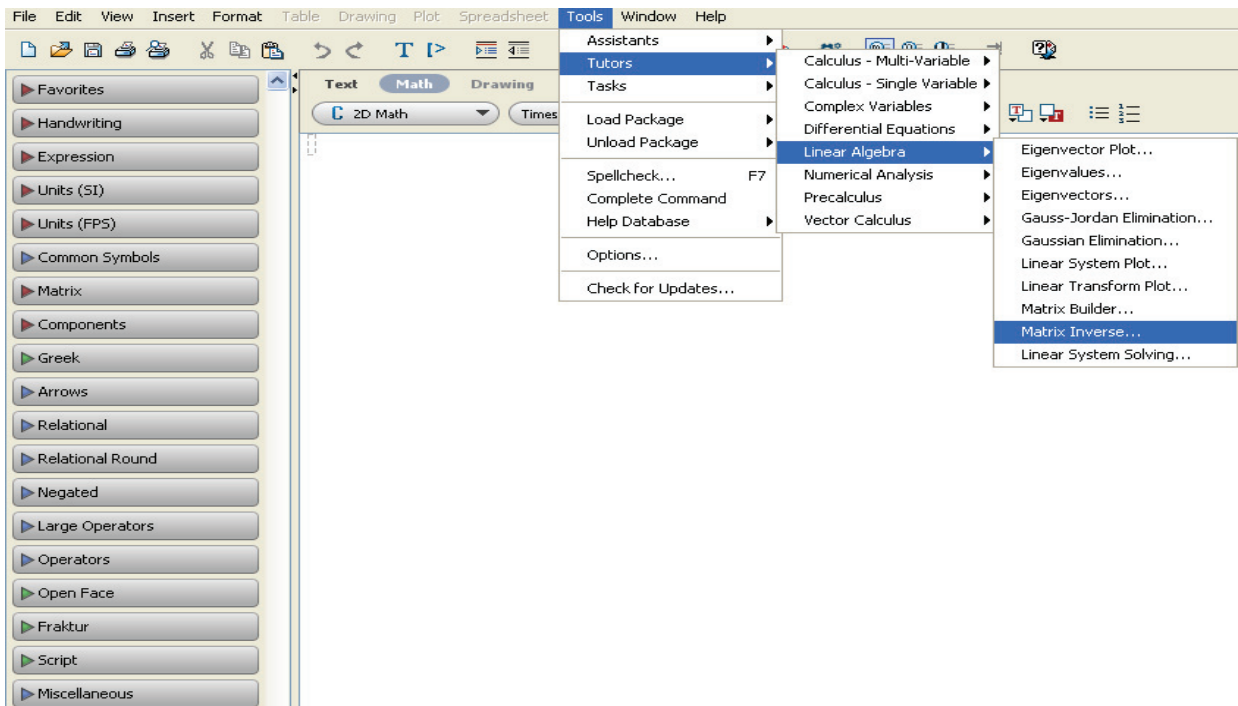 File Edit View Insert Format Table Drawing Plot Spreadsheet Tools Window Help
Text Math Drawing
C 2D Math Times
Favorites
Handwriting
Expression
Units (SI)
Units (FPS)
Common Symbols
Matrix
Components
Greek
Arrows
Relational
Relational Round
Negated
Large Operators
Operators
Open Face
Fraktur
Script
Miscellaneous
Assistants
Tutors
Tasks
Load Package
Unload Package
Spellcheck... F7
Complete Command
Help Database
Options...
Check for Updates...
Calculus - Multi-Variable
Calculus - Single Variable
Complex Variables
Differential Equations
Linear Algebra
Numerical Analysis
Precalculus
Vector Calculus
Eigenvector Plot...
Eigenvalues...
Eigenvectors...
Gauss-Jordan Elimination...
Gaussian Elimination...
Linear System Plot...
Linear Transform Plot...
Matrix Builder...
Matrix Inverse...
Linear System Solving...